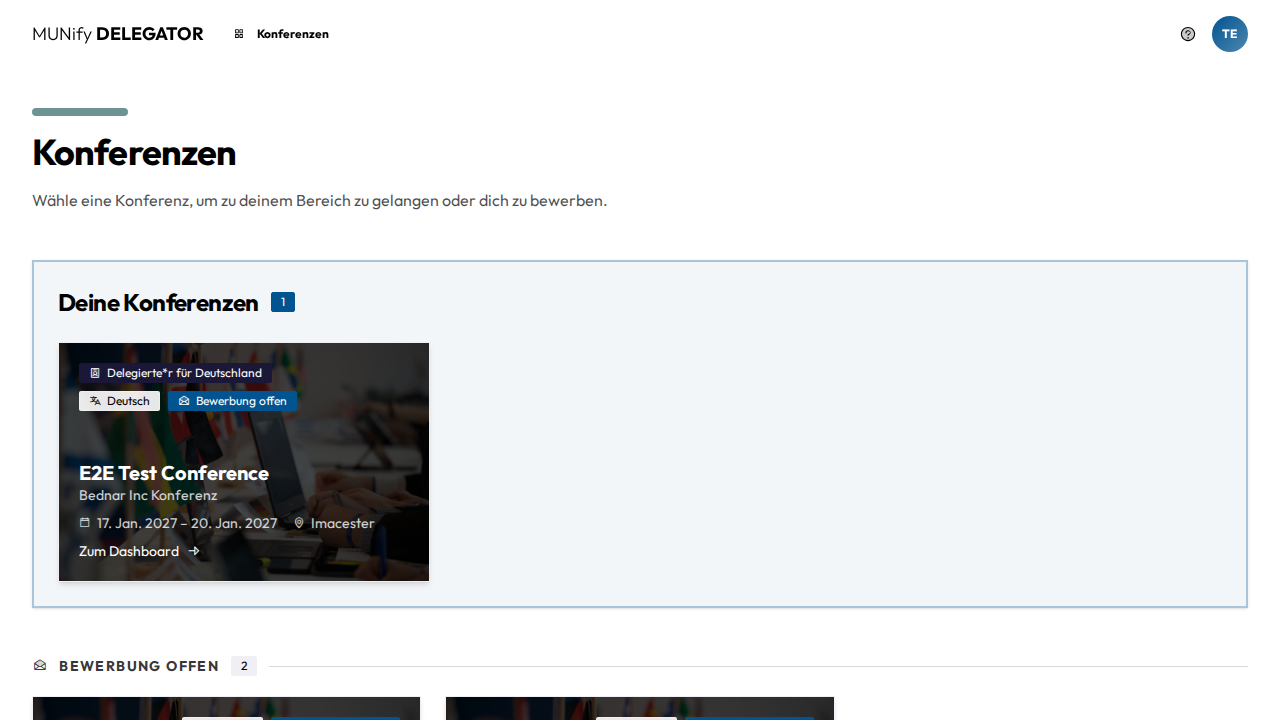 MUNify DELEGATOR
Konferenzen
TE
Konferenzen
Wähle eine Konferenz, um zu deinem Bereich zu gelangen oder dich zu bewerben.
Deine Konferenzen 1
Delegierte*r für Deutschland
Deutsch
Bewerbung offen
E2E Test Conference
Bednar Inc Konferenz
17. Jan. 2027 – 20. Jan. 2027
Imacester
Zum Dashboard
BEWERBUNG OFFEN 2